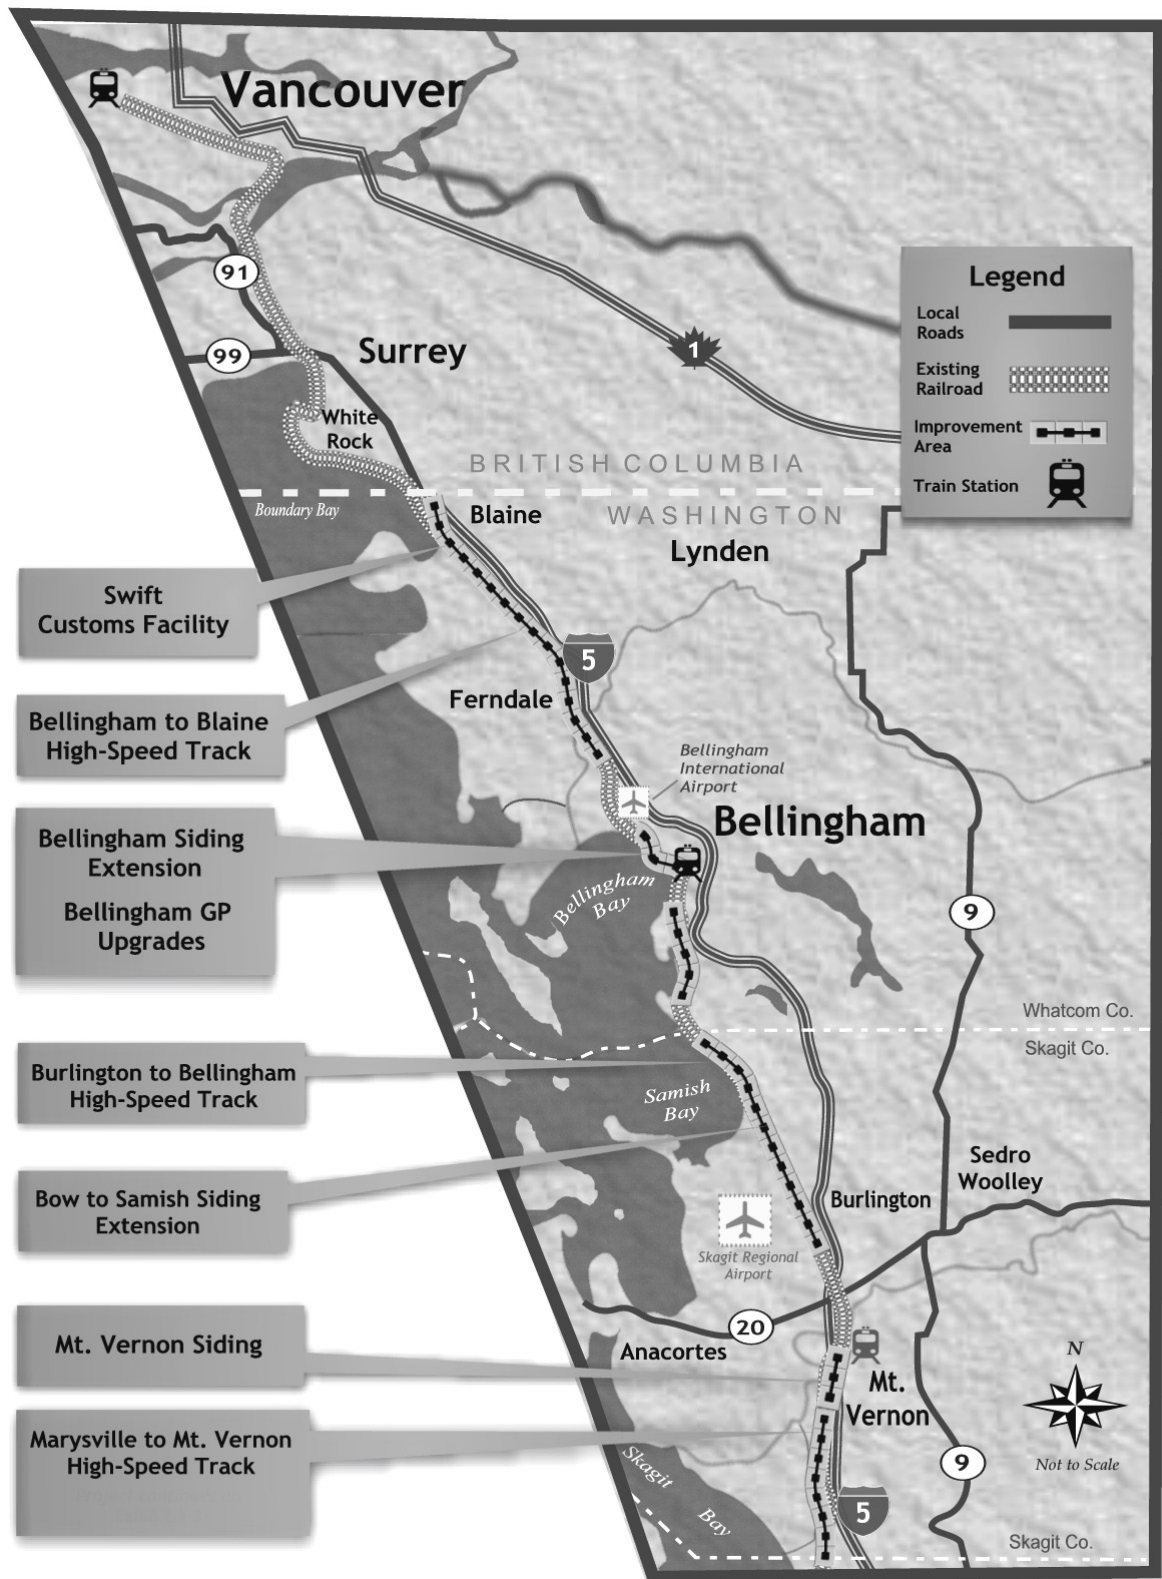 Vancouver
91
99
Surrey
1
White
Rock
Legend
Local
Roads
Existing
Railroad
Improvement
Area
Train Station
BRITISH COLUMBIA
WASHINGTON
Boundary Bay
Blaine
Lynden
Swift
Customs Facility
5
Ferndale
Bellingham to Blaine
High-Speed Track
Bellingham
International
Airport
Bellingham
Bellingham Siding
Extension
Bellingham GP
Upgrades
Bellingham
Bay
9
Whatcom Co.
Skagit Co.
Burlington to Bellingham
High-Speed Track
Samish
Bay
Bow to Samish Siding
Extension
Sedro
Woolley
Burlington
Skagit Regional
Airport
20
Anacortes
Mt. Vernon Siding
Mt.
Vernon
N
Not to Scale
Marysville to Mt. Vernon
High-Speed Track
Skagit
Bay
9
5
Skagit Co.